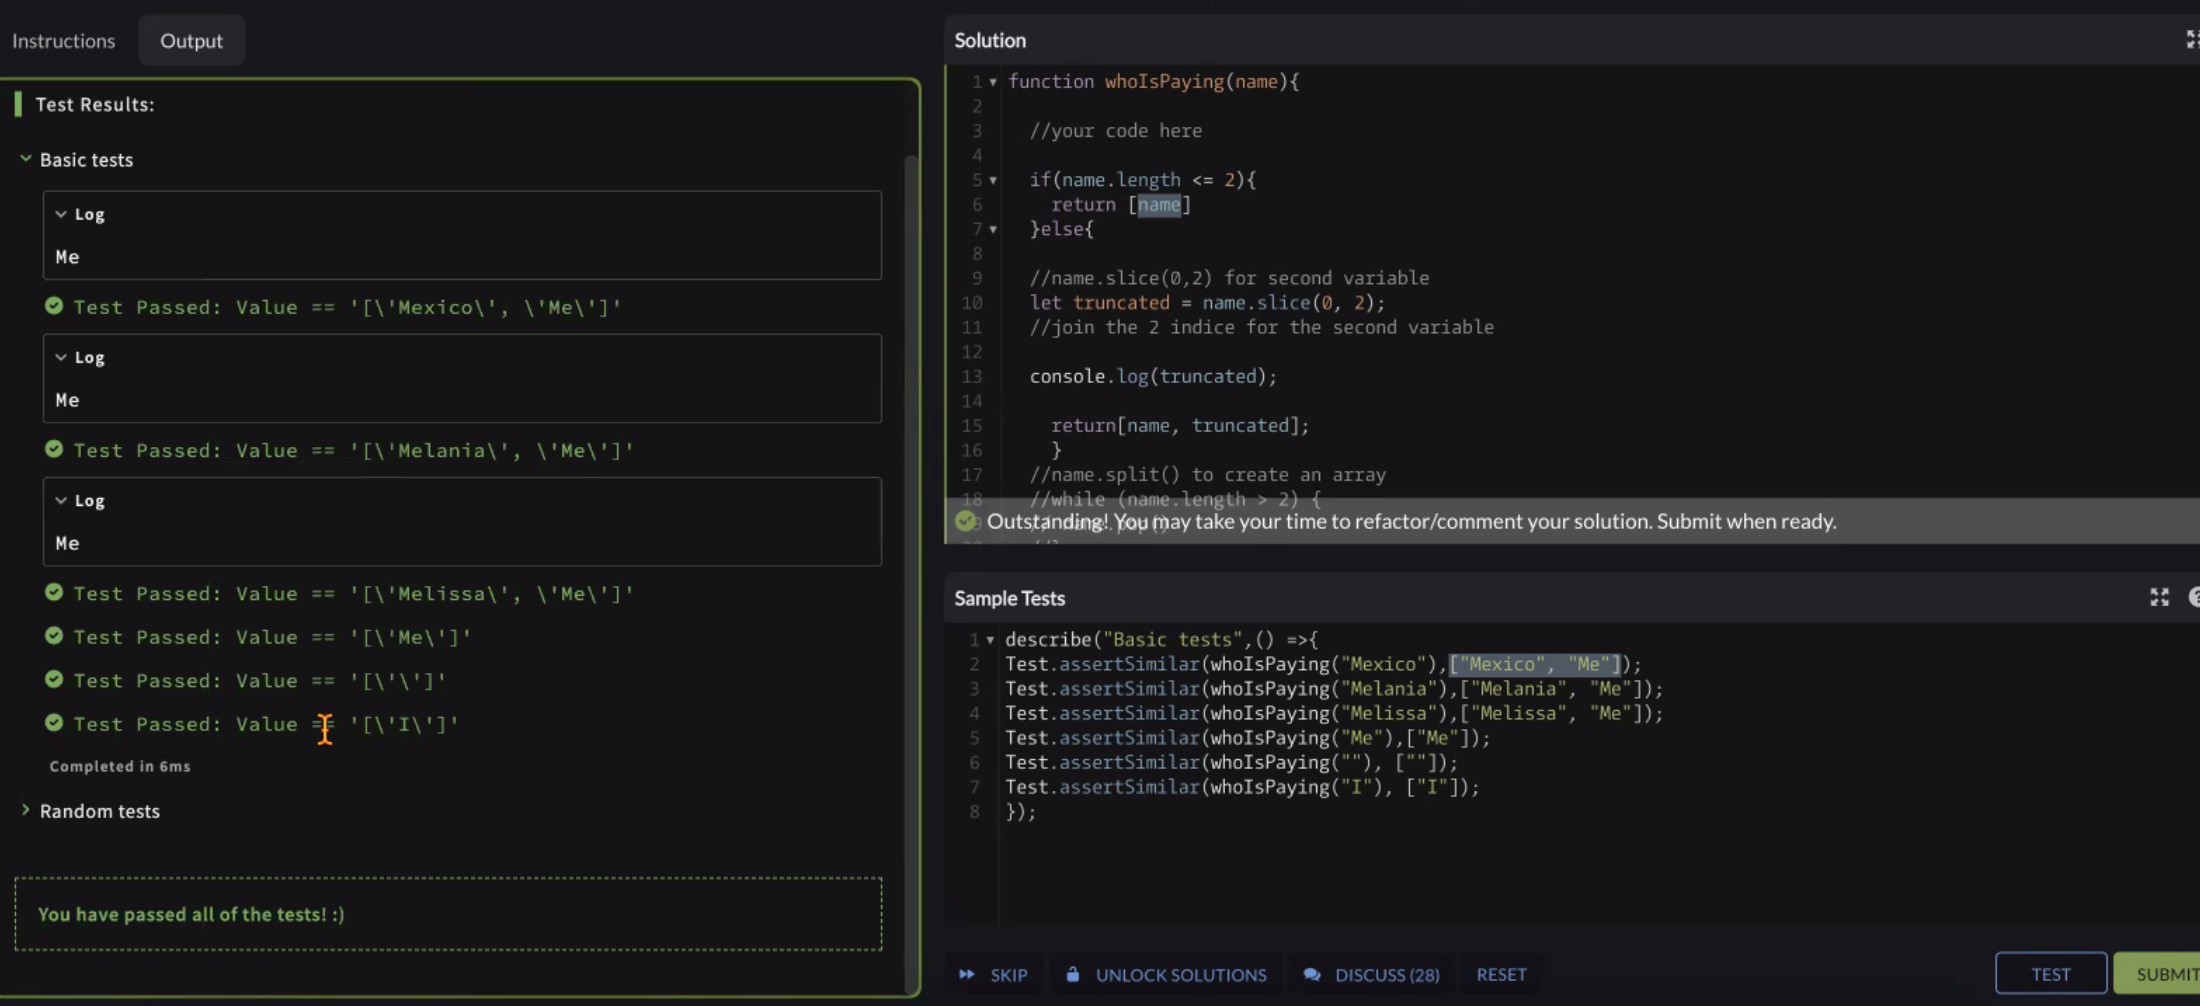 Instructions
Output
Test Results:
Basic tests
Log
Me
Test Passed: Value == '[\'Mexico\', \'Me\']'
Log
Me
Test Passed: Value == '[\'Melania\', \'Me\']'
Log
Me
Test Passed: Value == '[\'Melissa\', \'Me\']'
Test Passed: Value == '[\'Me\']'
Test Passed: Value == '[\'\']'
Test Passed: Value == '[\'I\']'
Completed in 6ms
Random tests
You have passed all of the tests! :)
Solution
1 function whoIsPaying(name){
2
3 //your code here
4
5 if(name.length <= 2){
6 return [name]
7 }else{
8
9 //name.slice(0,2) for second variable
10 let truncated = name.slice(0, 2);
11 //join the 2 indice for the second variable
12
13 console.log(truncated);
14
15 return[name, truncated];
16 }
17 //name.split() to create an array
18 //while (name.length > 2) {
Outstanding! You may take your time to refactor/comment your solution. Submit when ready.
Sample Tests
1 describe("Basic tests",() =>{
2 Test.assertSimilar(whoIsPaying("Mexico"),["Mexico", "Me"]);
3 Test.assertSimilar(whoIsPaying("Melania"),["Melania", "Me"]);
4 Test.assertSimilar(whoIsPaying("Melissa"),["Melissa", "Me"]);
5 Test.assertSimilar(whoIsPaying("Me"),["Me"]);
6 Test.assertSimilar(whoIsPaying(""), [""]);
7 Test.assertSimilar(whoIsPaying("I"), ["I"]);
8 });
SKIP
UNLOCK SOLUTIONS
DISCUSS (28)
RESET
TEST
SUBMIT